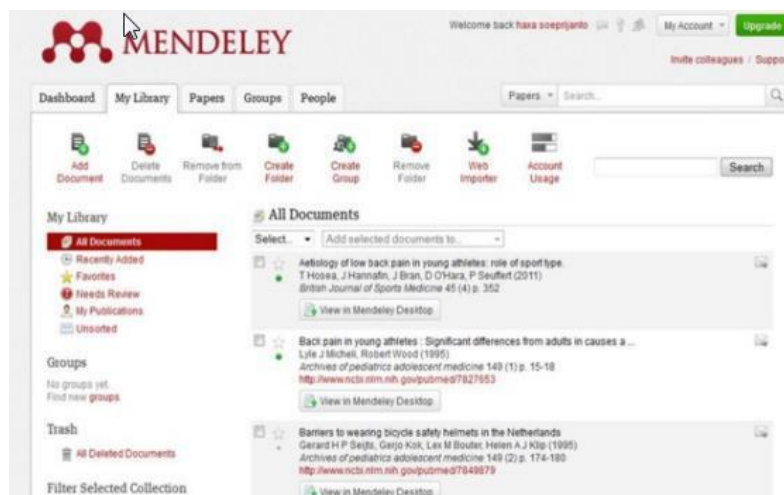 MENDELEY
Welcome back haxa soeprijanto
My Account
Upgrade
Invite colleagues / Suppo
Dashboard My Library Papers Groups People
Papers Search...
Add Document
Delete Documents
Remove from Folder
Create Folder
Create Group
Remove Folder
Web Importer
Account Usage
Search
My Library
All Documents
Recently Added
Favorites
Needs Review
My Publications
Unsorted
Groups
No groups yet.
Find new groups.
Trash
All Deleted Documents
Filter Selected Collection
All Documents
Select.. Add selected documents to..
Aetiology of low back pain in young athletes: role of sport type.
T Hosea, J Hannafin, J Bran, D O'Hara, P Seuffert (2011)
British Journal of Sports Medicine 45 (4) p. 352
View in Mendeley Desktop
Back pain in young athletes : Significant differences from adults in causes a ...
Lyle J Micheli, Robert Wood (1995)
Archives of pediatrics adolescent medicine 149 (1) p. 15-18
http://www.ncbi.nlm.nih.gov/pubmed/7827653
View in Mendeley Desktop
Barriers to wearing bicycle safety helmets in the Netherlands
Gerard H P Seijts, Gerjo Kok, Lex M Bouter, Helen A J Klip (1995)
Archives of pediatrics adolescent medicine 149 (2) p. 174-180
http://www.ncbi.nlm.nih.gov/pubmed/7849879
View in Mendeley Desktop